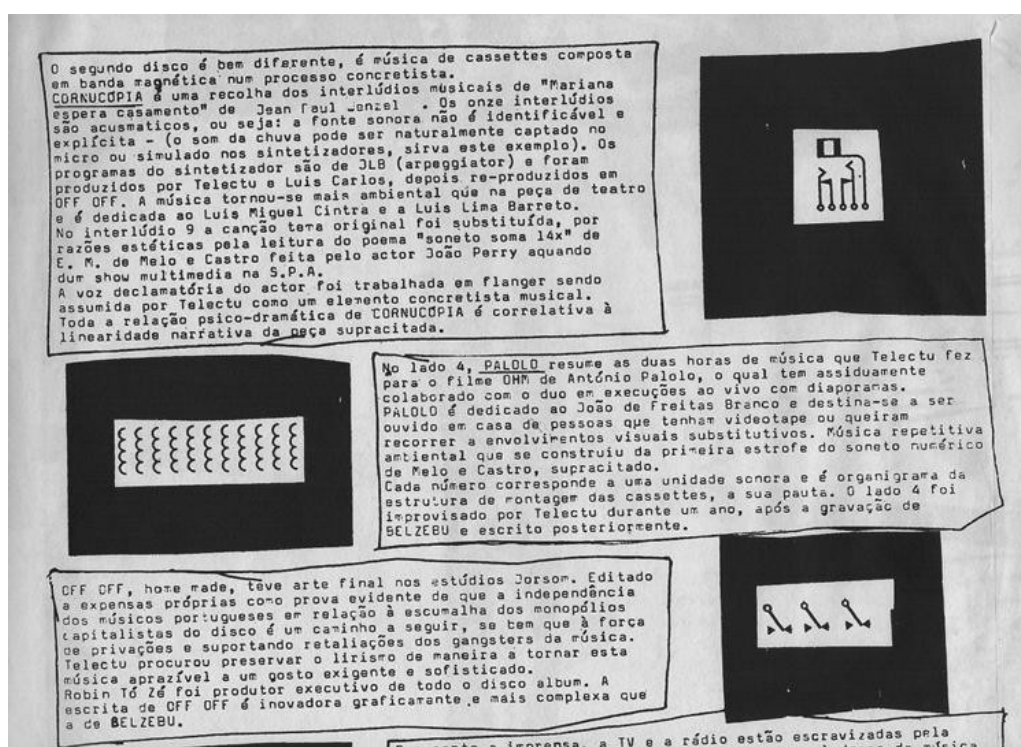 O segundo disco é bem diferente, é música de cassettes composta
em banda magnética num processo concretista.
CORNUCÓPIA é uma recolha dos interlúdios musicais de "Mariana
espera casamento" de Jean Paul Wenzel . Os onze interlúdios
são acusmaticos, ou seja: a fonte sonora não é identificável e
explícita - (o som da chuva pode ser naturalmente captado no
micro ou simulado nos sintetizadores, sirva este exemplo). Os
programas do sintetizador são de JLB (arpeggiator) e foram
produzidos por Telectu e Luis Carlos, depois re-produzidos em
OFF OFF. A música tornou-se mais ambiental que na peça de teatro
e é dedicada ao Luis Miguel Cintra e a Luis Lima Barreto.
No interlúdio 9 a canção tema original foi substituída, por
razões estéticas pela leitura do poema "soneto soma 14x" de
E. M. de Melo e Castro feita pelo actor João Perry aquando
dum show multimedia na S.P.A.
A voz declamatória do actor foi trabalhada em flanger sendo
assumida por Telectu como um elemento concretista musical.
Toda a relação psico-dramática de CORNUCÓPIA é correlativa à
linearidade narrativa da peça supracitada.
No lado 4, PALOLO resume as duas horas de música que Telectu fez
para o filme OHM de António Palolo, o qual tem assiduamente
colaborado com o duo em execuções ao vivo com diaporamas.
PALOLO é dedicado ao João de Freitas Branco e destina-se a ser
ouvido em casa de pessoas que tenham videotape ou queiram
recorrer a envolvimentos visuais substitutivos. Música repetitiva
ambiental que se construiu da primeira estrofe do soneto numérico
de Melo e Castro, supracitado.
Cada número corresponde a uma unidade sonora e é organigrama da
estrutura de montagem das cassettes, a sua pauta. O lado 4 foi
improvisado por Telectu durante um ano, após a gravação de
BELZEBU e escrito posteriormente.
OFF OFF, home made, teve arte final nos estúdios Jorsom. Editado
a expensas próprias como prova evidente de que a independência
dos músicos portugueses em relação à escumalha dos monopólios
capitalistas do disco é um caminho a seguir, se bem que à força
de privações e suportando retaliações dos gangsters da música.
Telectu procurou preservar o lirismo de maneira a tornar esta
música aprazível a um gosto exigente e sofisticado.
Robin Tó Zé foi produtor executivo de todo o disco album. A
escrita de OFF OFF é inovadora graficamente e mais complexa que
a de BELZEBU.
a imprensa, a TV e a rádio estão escravizadas pela
música